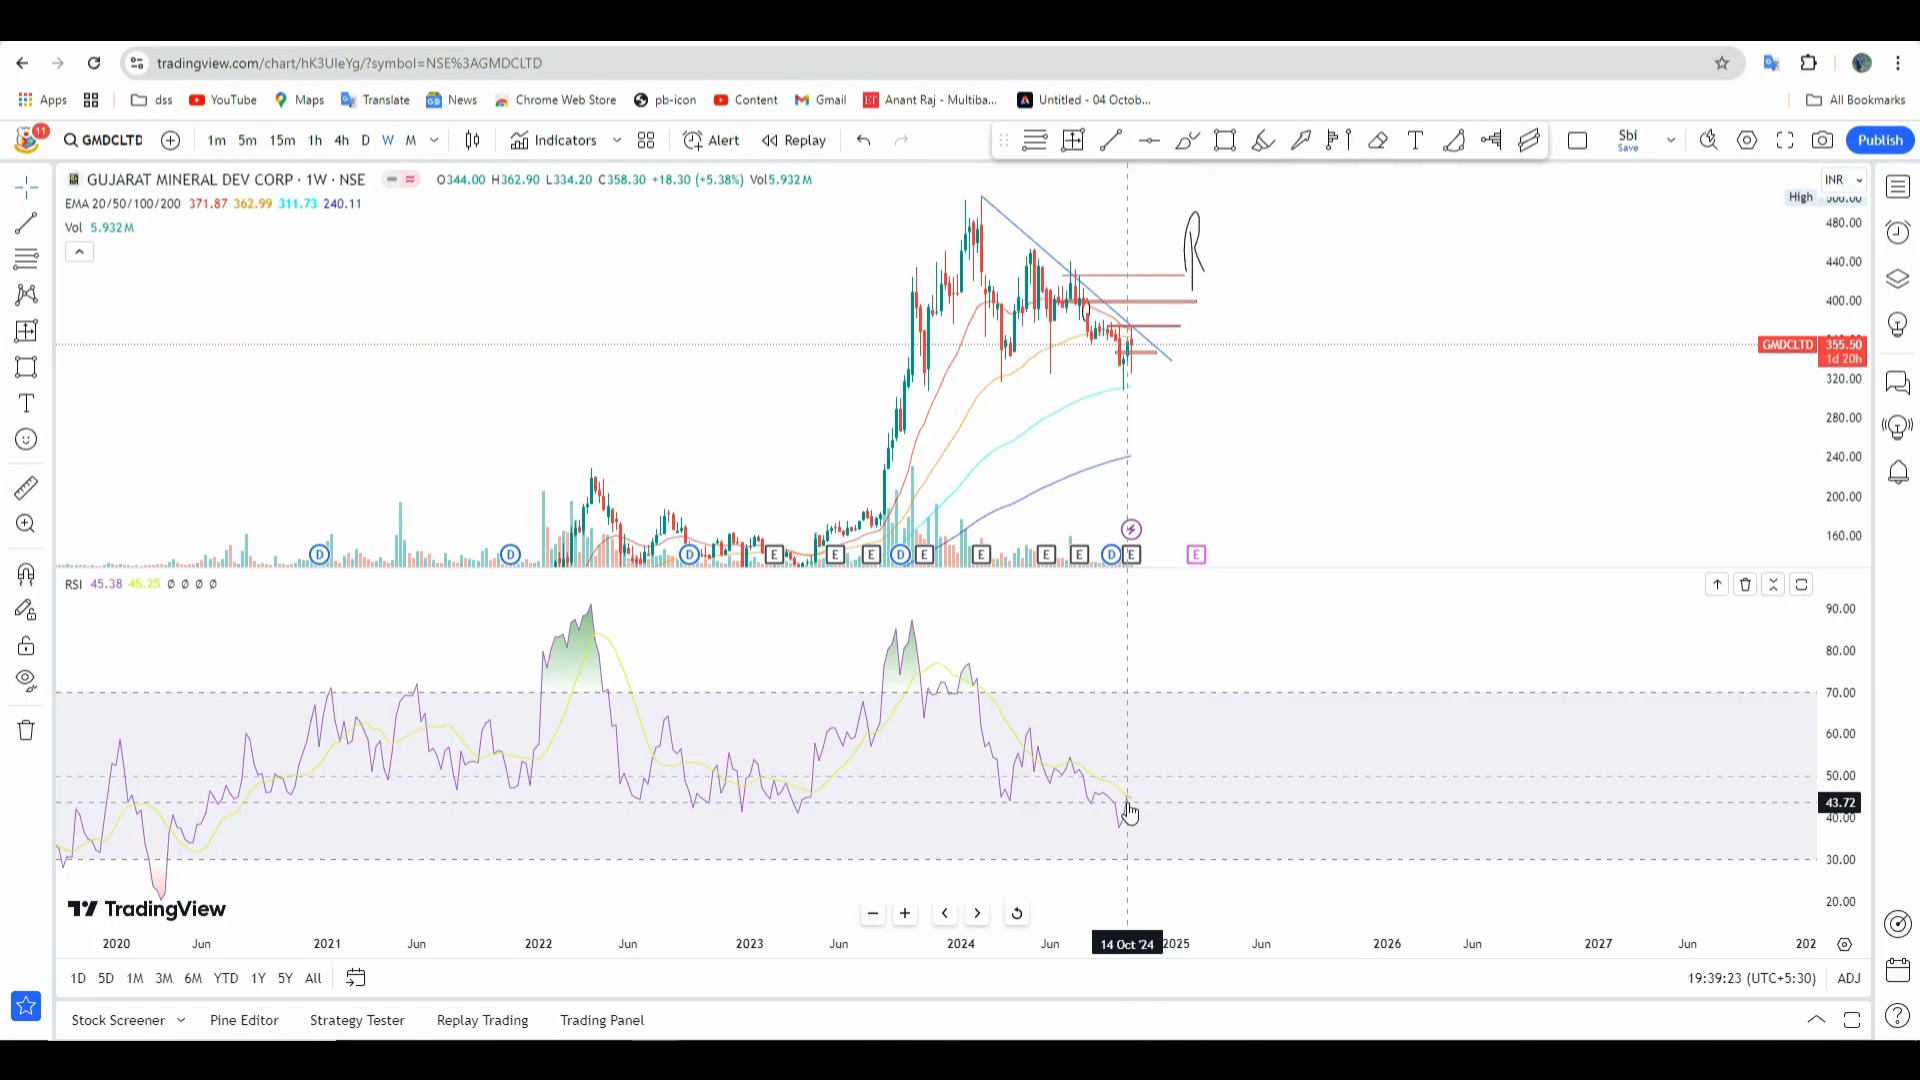 tradingview.com/chart/hK3UleYg/?symbol=NSE%3AGMDCLTD
Apps dss YouTube Maps Translate News Chrome Web Store pb-icon Content Gmail Anant Raj - Multiba... Untitled - 04 Octob... All Bookmarks
11 GMDCLTD 1m 5m 15m 1h 4h D W M Indicators Alert Replay Sbi Save Publish
GUJARAT MINERAL DEV CORP · 1W · NSE O344.00 H362.90 L334.20 C358.30 +18.30 (+5.38%) Vol5.932M
INR
EMA 20/50/100/200 371.87 362.99 311.73 240.11
High
Vol 5.932M
480.00
R
440.00
400.00
GMDCLTD 355.50
1d 20h
320.00
280.00
240.00
200.00
160.00
D D D E E E D E E E E D E E
RSI 45.38 45.25 Ø Ø Ø Ø
90.00
80.00
70.00
60.00
50.00
43.72
40.00
30.00
20.00
TradingView
2020 Jun 2021 Jun 2022 Jun 2023 Jun 2024 Jun 14 Oct '24 2025 Jun 2026 Jun 2027 Jun 202
1D 5D 1M 3M 6M YTD 1Y 5Y All 19:39:23 (UTC+5:30) ADJ
Stock Screener Pine Editor Strategy Tester Replay Trading Trading Panel